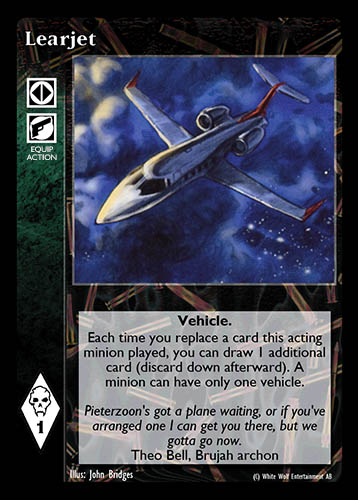 Learjet
EQUIP
ACTION
Vehicle.
Each time you replace a card this acting
minion played, you can draw 1 additional
card (discard down afterward). A
minion can have only one vehicle.
Pieterzoon's got a plane waiting, or if you've
arranged one I can get you there, but we
gotta go now.
Theo Bell, Brujah archon
1
Illus: John Bridges
(C) White Wolf Entertainment AB